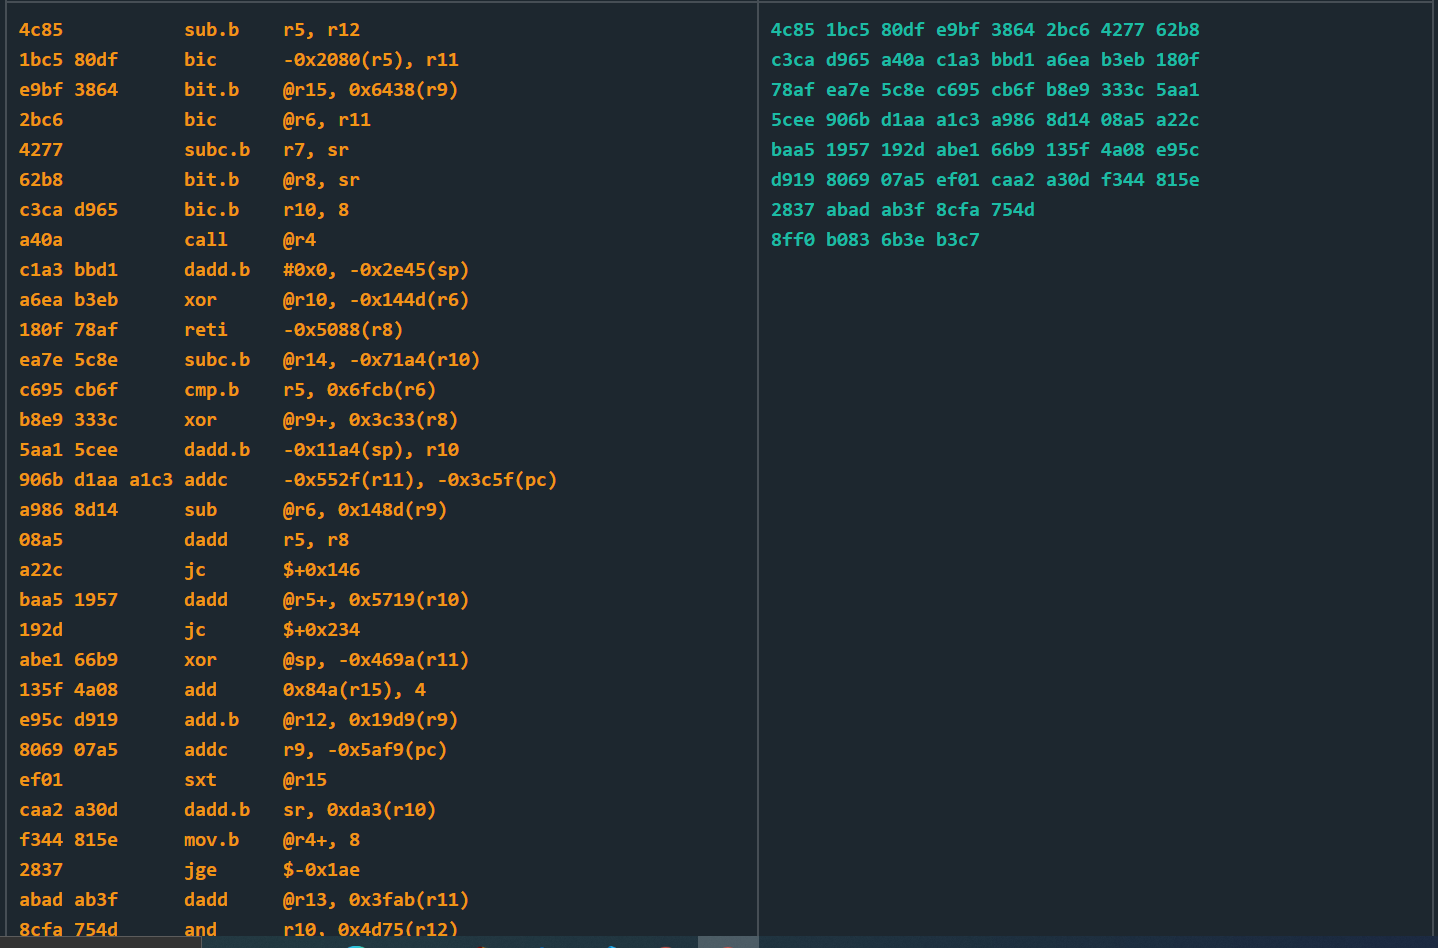 4c85 sub.b r5, r12
1bc5 80df bic -0x2080(r5), r11
e9bf 3864 bit.b @r15, 0x6438(r9)
2bc6 bic @r6, r11
4277 subc.b r7, sr
62b8 bit.b @r8, sr
c3ca d965 bic.b r10, 8
a40a call @r4
c1a3 bbd1 dadd.b #0x0, -0x2e45(sp)
a6ea b3eb xor @r10, -0x144d(r6)
180f 78af reti -0x5088(r8)
ea7e 5c8e subc.b @r14, -0x71a4(r10)
c695 cb6f cmp.b r5, 0x6fcb(r6)
b8e9 333c xor @r9+, 0x3c33(r8)
5aa1 5cee dadd.b -0x11a4(sp), r10
906b d1aa a1c3 addc -0x552f(r11), -0x3c5f(pc)
a986 8d14 sub @r6, 0x148d(r9)
08a5 dadd r5, r8
a22c jc $+0x146
baa5 1957 dadd @r5+, 0x5719(r10)
192d jc $+0x234
abe1 66b9 xor @sp, -0x469a(r11)
135f 4a08 add 0x84a(r15), 4
e95c d919 add.b @r12, 0x19d9(r9)
8069 07a5 addc r9, -0x5af9(pc)
ef01 sxt @r15
caa2 a30d dadd.b sr, 0xda3(r10)
f344 815e mov.b @r4+, 8
2837 jge $-0x1ae
abad ab3f dadd @r13, 0x3fab(r11)
8cfa 754d and r10, 0x4d75(r12)
4c85 1bc5 80df e9bf 3864 2bc6 4277 62b8
c3ca d965 a40a c1a3 bbd1 a6ea b3eb 180f
78af ea7e 5c8e c695 cb6f b8e9 333c 5aa1
5cee 906b d1aa a1c3 a986 8d14 08a5 a22c
baa5 1957 192d abe1 66b9 135f 4a08 e95c
d919 8069 07a5 ef01 caa2 a30d f344 815e
2837 abad ab3f 8cfa 754d
8ff0 b083 6b3e b3c7